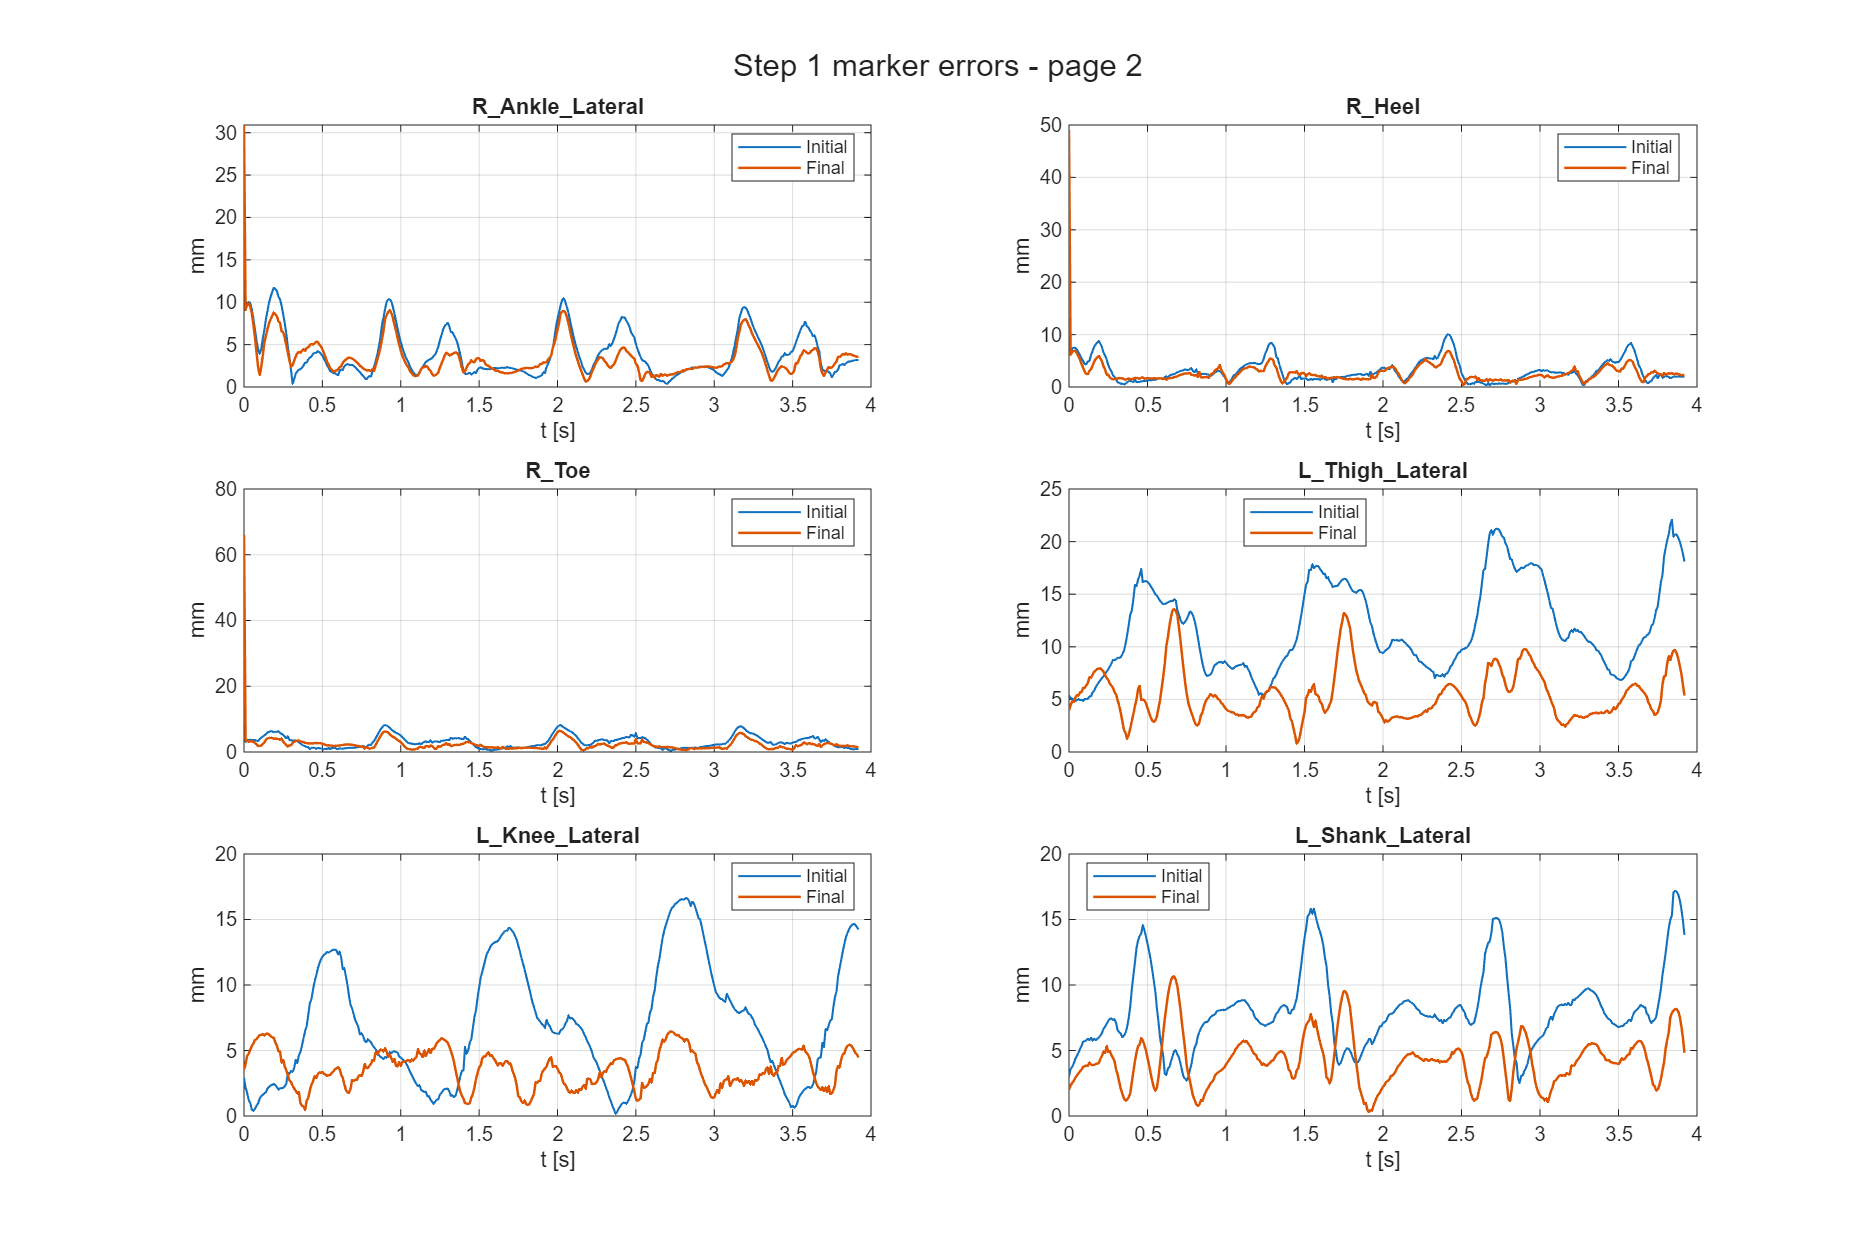 Step 1 marker errors - page 2
R_Ankle_Lateral
30
25
20
15
10
5
0
mm
Initial
Final
0 0.5 1 1.5 2 2.5 3 3.5 4
t [s]
R_Heel
50
40
30
20
10
0
mm
Initial
Final
0 0.5 1 1.5 2 2.5 3 3.5 4
t [s]
R_Toe
80
60
40
20
0
mm
Initial
Final
0 0.5 1 1.5 2 2.5 3 3.5 4
t [s]
L_Thigh_Lateral
25
20
15
10
5
0
mm
Initial
Final
0 0.5 1 1.5 2 2.5 3 3.5 4
t [s]
L_Knee_Lateral
20
15
10
5
0
mm
Initial
Final
0 0.5 1 1.5 2 2.5 3 3.5 4
t [s]
L_Shank_Lateral
20
15
10
5
0
mm
Initial
Final
0 0.5 1 1.5 2 2.5 3 3.5 4
t [s]